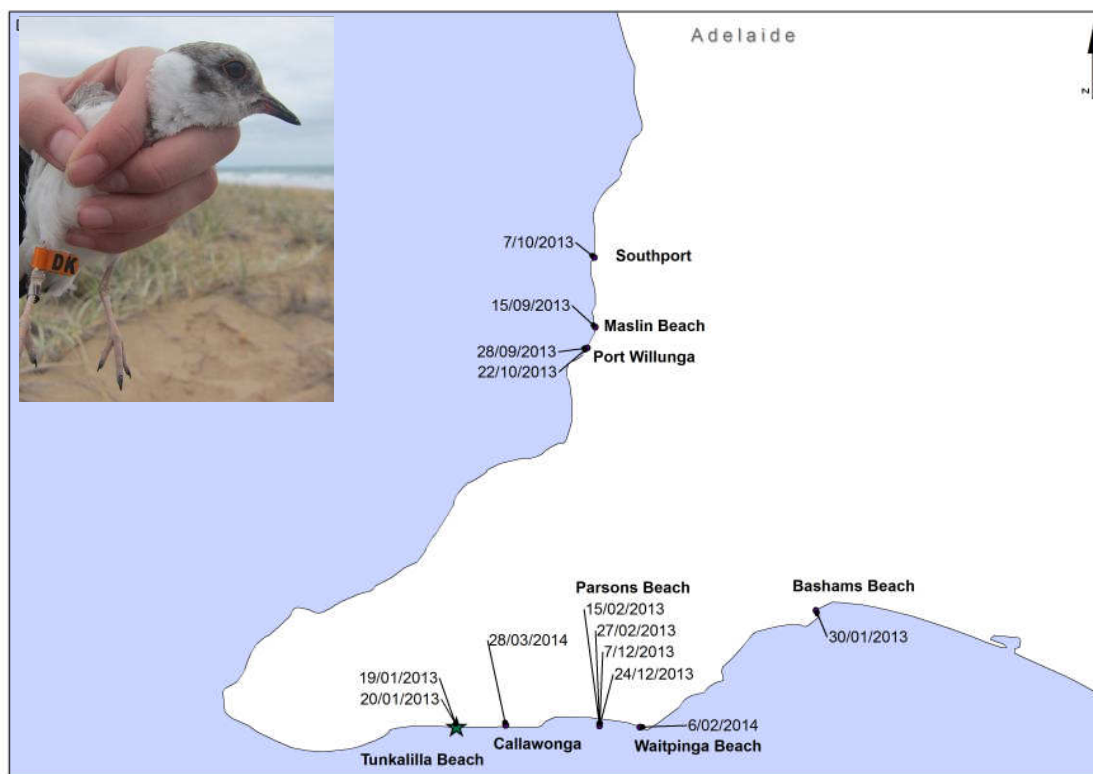 Adelaide
z
DK
7/10/2013
Southport
15/09/2013
Maslin Beach
28/09/2013
Port Willunga
22/10/2013
Parsons Beach
15/02/2013
27/02/2013
7/12/2013
24/12/2013
Bashams Beach
30/01/2013
28/03/2014
19/01/2013
20/01/2013
6/02/2014
Callawonga
Waitpinga Beach
Tunkalilla Beach